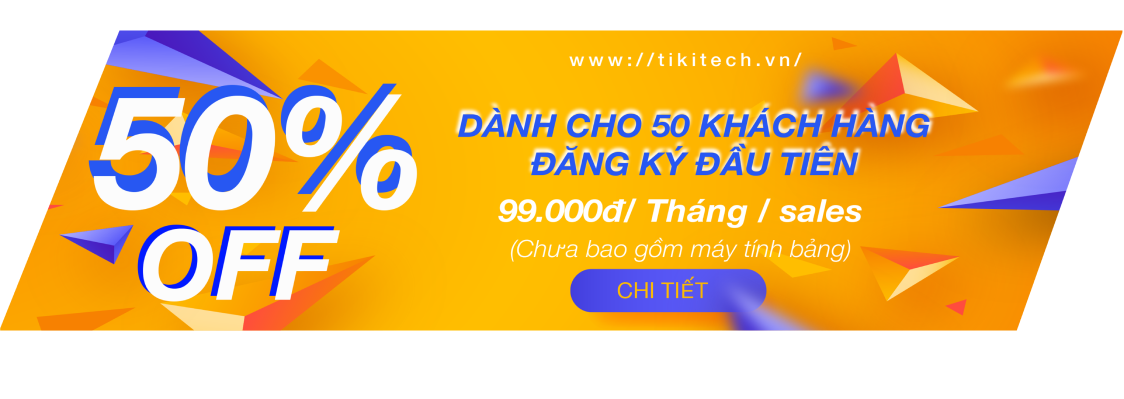 www://tikitech.vn/
50%
OFF
DÀNH CHO 50 KHÁCH HÀNG
ĐĂNG KÝ ĐẦU TIÊN
99.000đ/ Tháng / sales
(Chưa bao gồm máy tính bảng)
CHI TIẾT